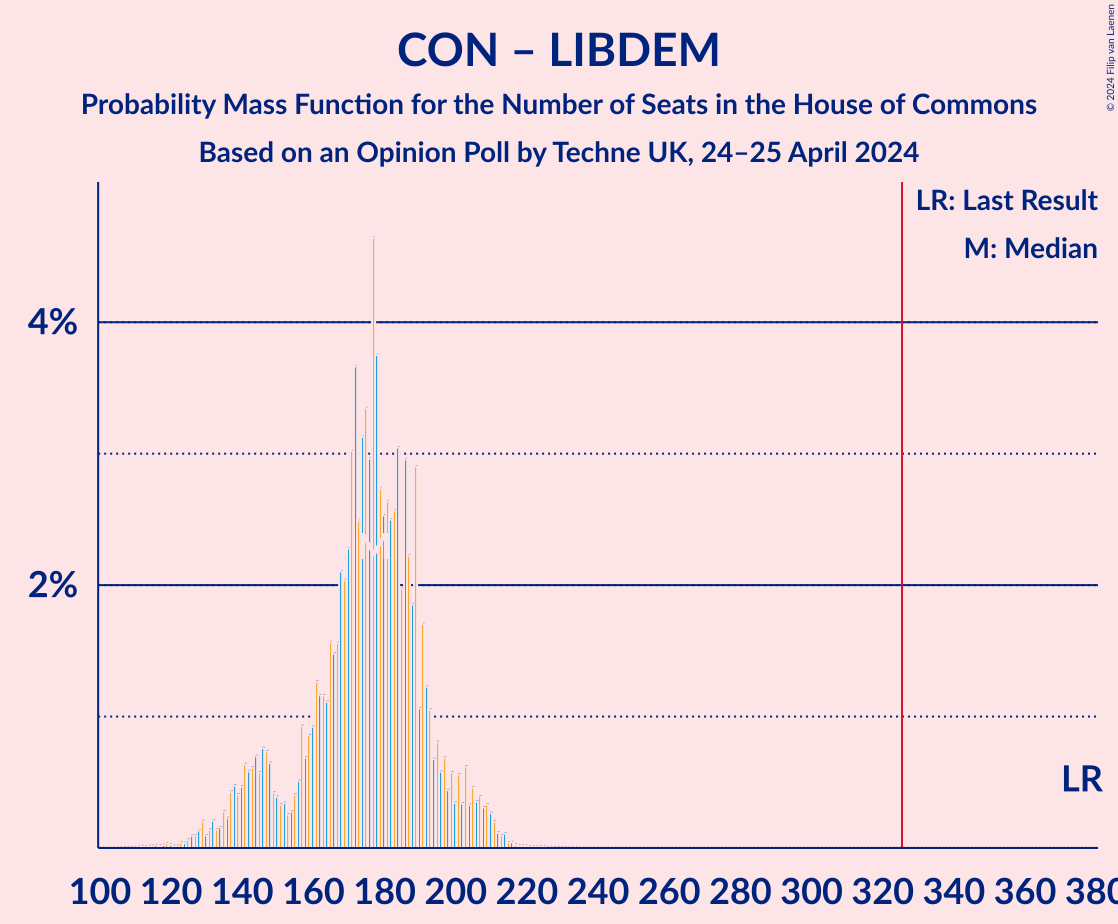 CON – LIBDEM
Probability Mass Function for the Number of Seats in the House of Commons
Based on an Opinion Poll by Techne UK, 24–25 April 2024
© 2024 Filip van Laenen
LR: Last Result
M: Median
4%
2%
LR
100 120 140 160 180 200 220 240 260 280 300 320 340 360 380